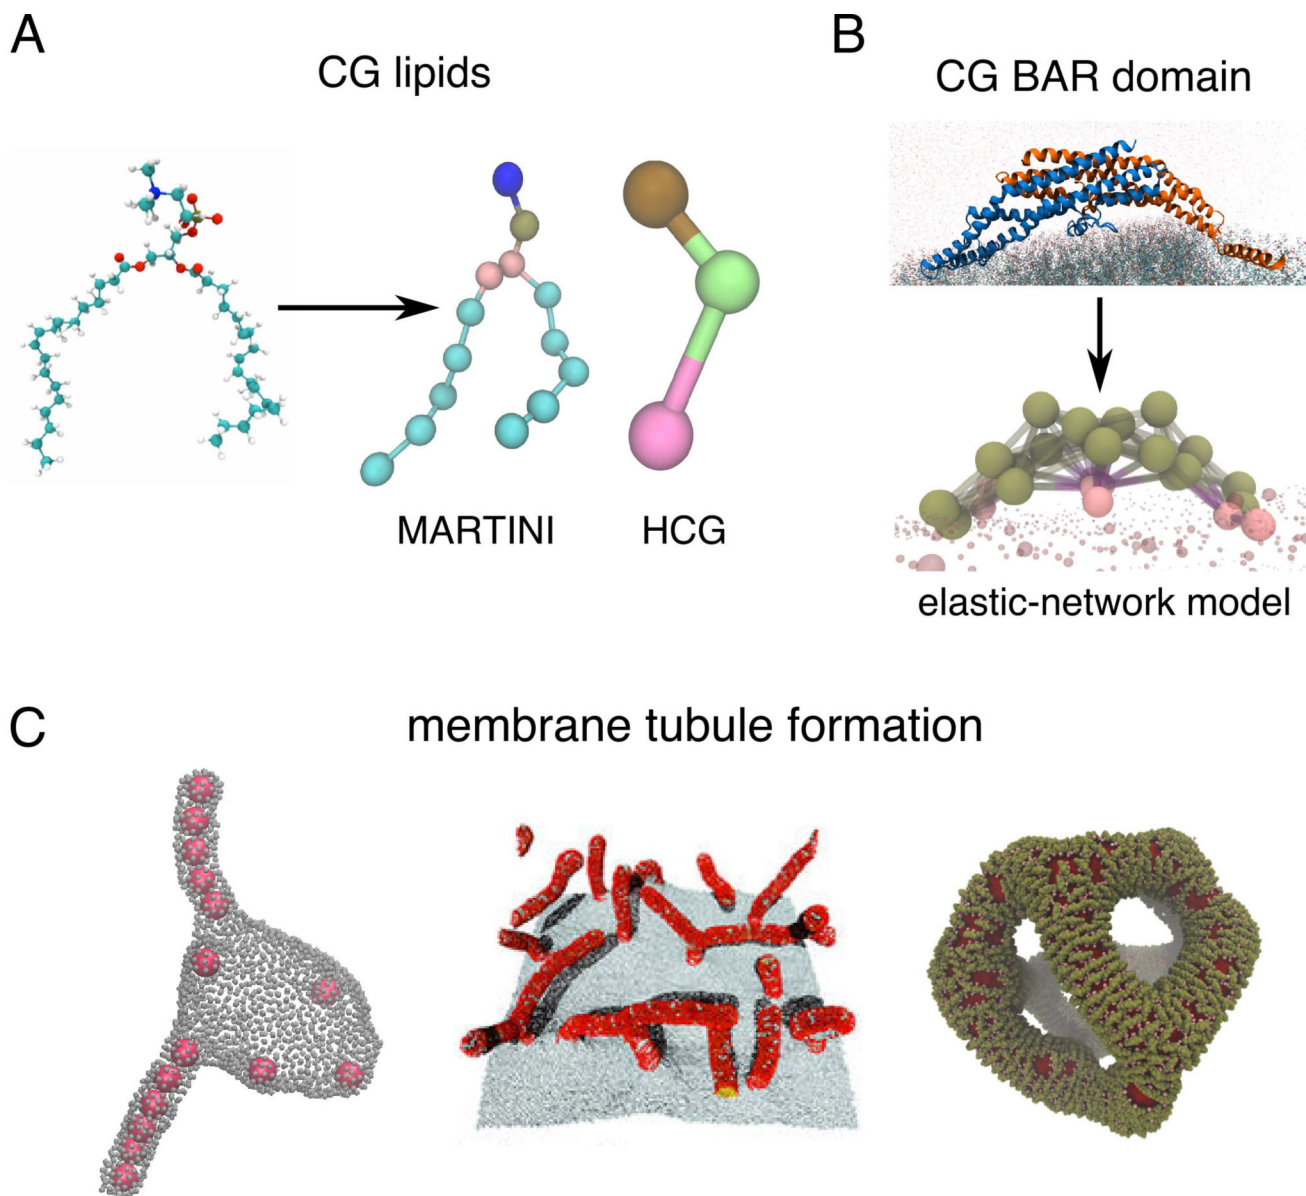 A
CG lipids
MARTINI
HCG
B
CG BAR domain
elastic-network model
C
membrane tubule formation